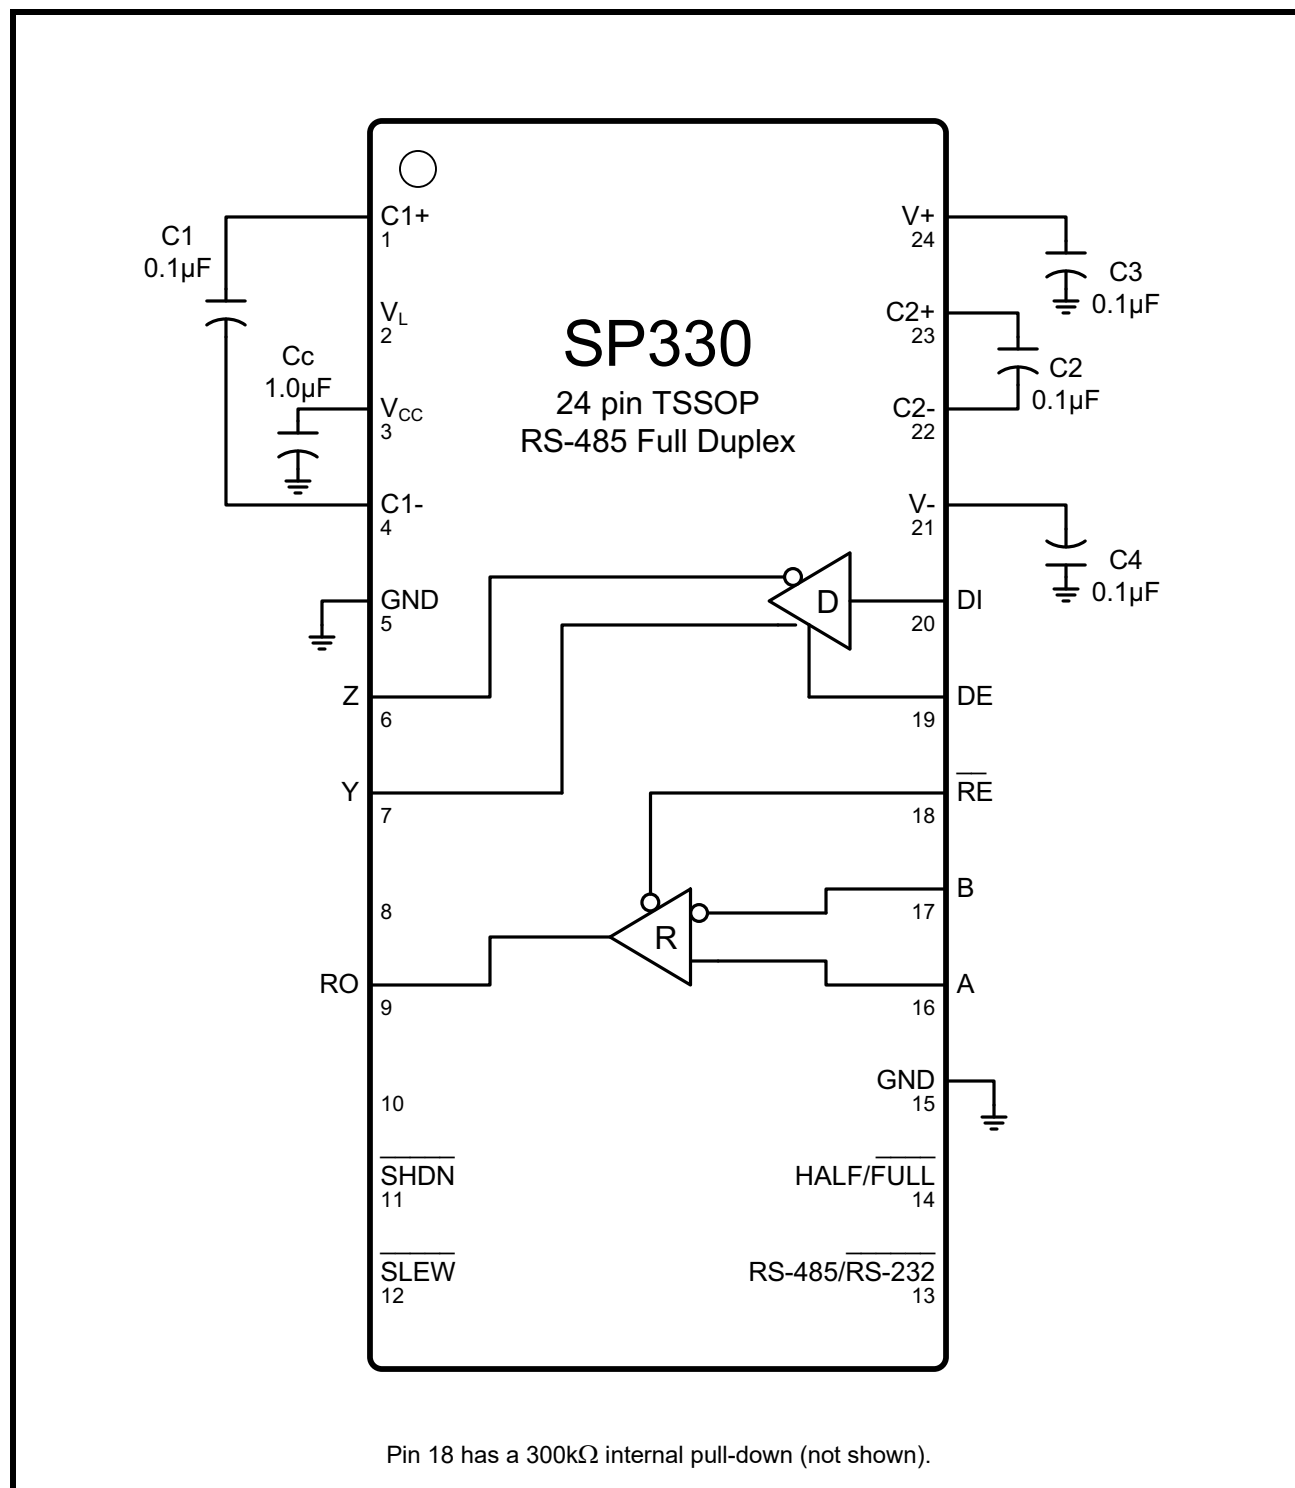 C1+
1
C1
0.1µF
VL
2
Cc
1.0µF
VCC
3
C1-
4
GND
5
Z
6
Y
7
8
RO
9
10
SHDN
11
SLEW
12
SP330
24 pin TSSOP
RS-485 Full Duplex
D
R
V+
24
C3
0.1µF
C2+
23
C2
0.1µF
C2-
22
V-
21
C4
0.1µF
DI
20
DE
19
RE
18
B
17
A
16
GND
15
HALF/FULL
14
RS-485/RS-232
13
Pin 18 has a 300kΩ internal pull-down (not shown).